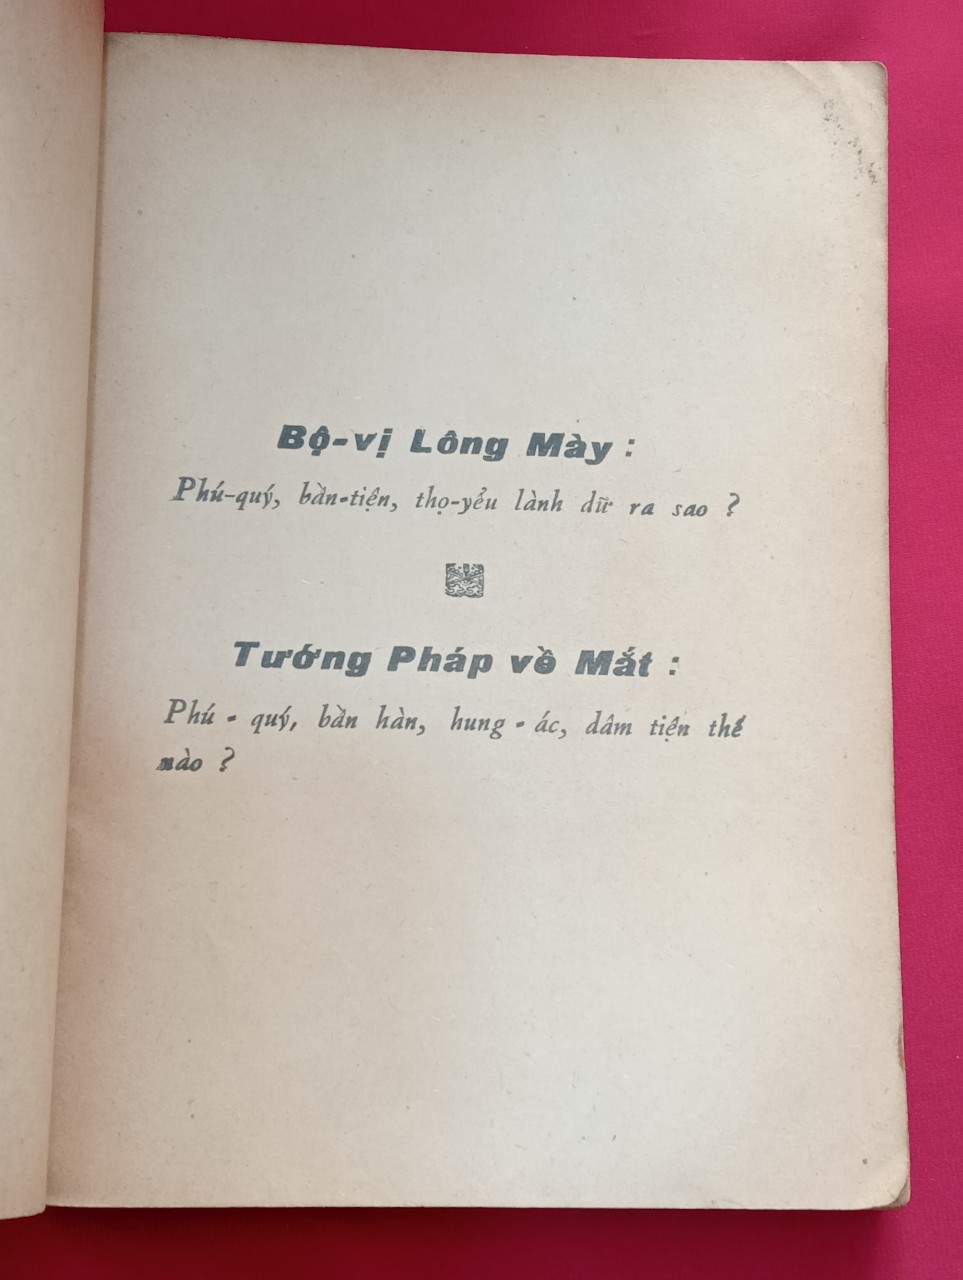 Bộ-vị Lông Mày :
Phú-quý, bần-tiện, thọ-yểu lành dữ ra sao ?
Tướng Pháp về Mắt :
Phú - quý, bần hàn, hung - ác, dâm tiện thế
nào ?